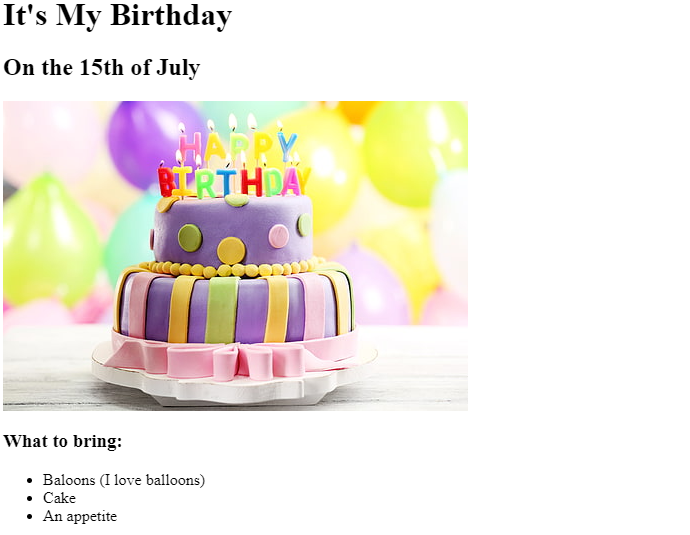 It's My Birthday
On the 15th of July
HAPPY
BIRTHDAY
What to bring:
Baloons (I love balloons)
Cake
An appetite